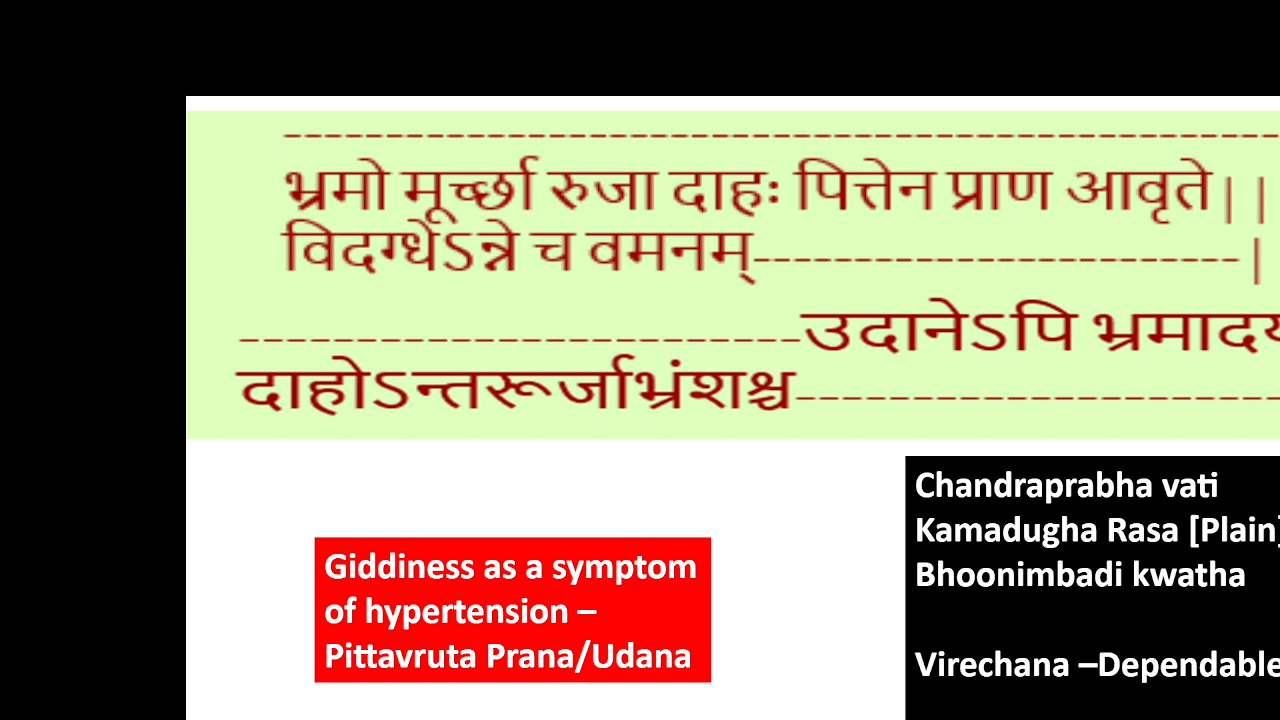 --------------------------------------------------
भ्रमो मूर्च्छा रुजा दाहः पित्तेन प्राण आवृते||
विदग्धेऽन्ने च वमनम्------------------------|
------------------------उदानेऽपि भ्रमादय
दाहोऽन्तरूर्जाभ्रंशश्च------------------------
Giddiness as a symptom
of hypertension –
Pittavruta Prana/Udana
Chandraprabha vati
Kamadugha Rasa [Plain]
Bhoonimbadi kwatha
Virechana –Dependable